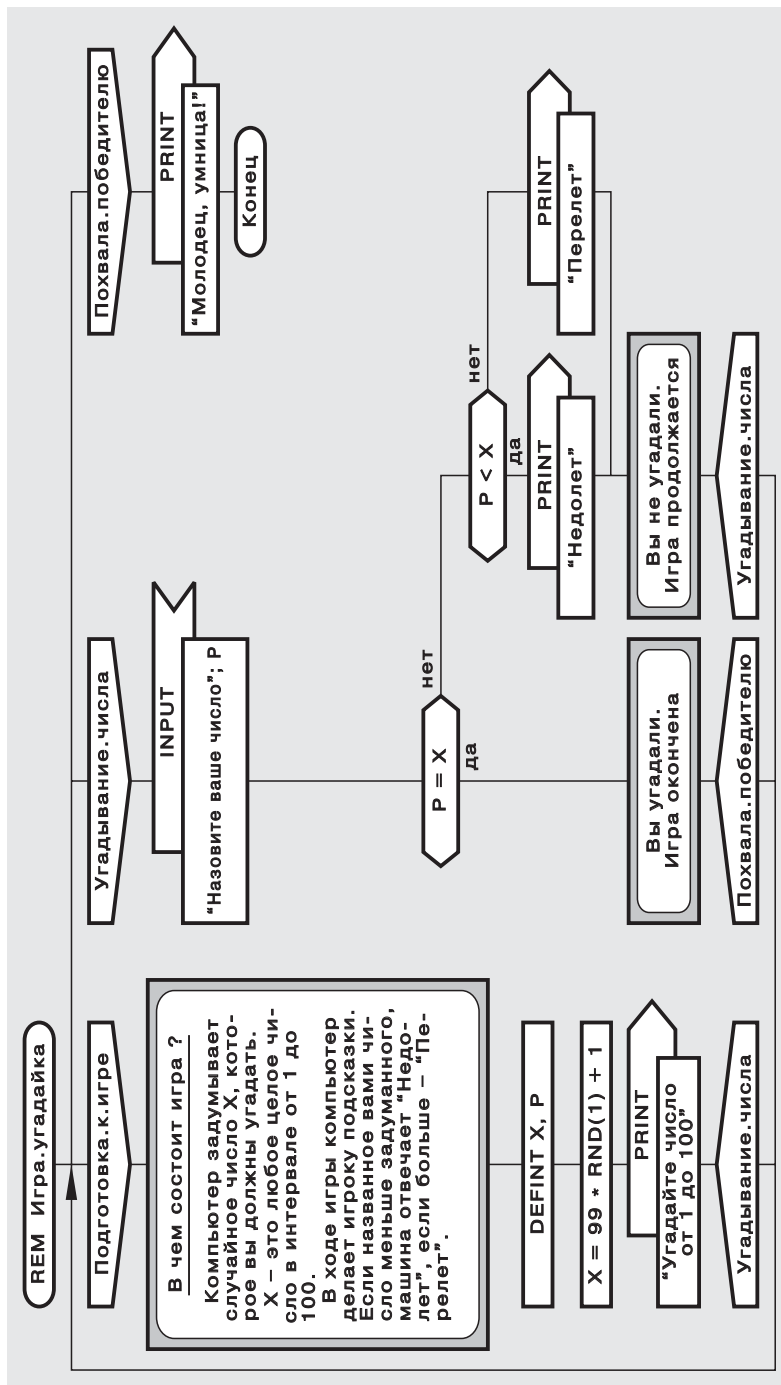 REM Игра.угадайка
Подготовка.к.игре
В чем состоит игра ?
Компьютер задумывает
случайное число X, кото-
рое вы должны угадать.
X – это любое целое чи-
сло в интервале от 1 до
100.
В ходе игры компьютер
делает игроку подсказки.
Если названное вами чи-
сло меньше задуманного,
машина отвечает “Недо-
лет”, если больше – “Пе-
релет”.
DEFINT X, P
X = 99 * RND(1) + 1
PRINT
“Угадайте число
от 1 до 100”
Угадывание.числа
Угадывание.числа
INPUT
“Назовите ваше число”; P
P = X
нет
да
Вы угадали.
Игра окончена
Похвала.победителю
P < X
нет
да
PRINT
“Недолет”
PRINT
“Перелет”
Вы не угадали.
Игра продолжается
Угадывание.числа
Похвала.победителю
PRINT
“Молодец, умница!”
Конец